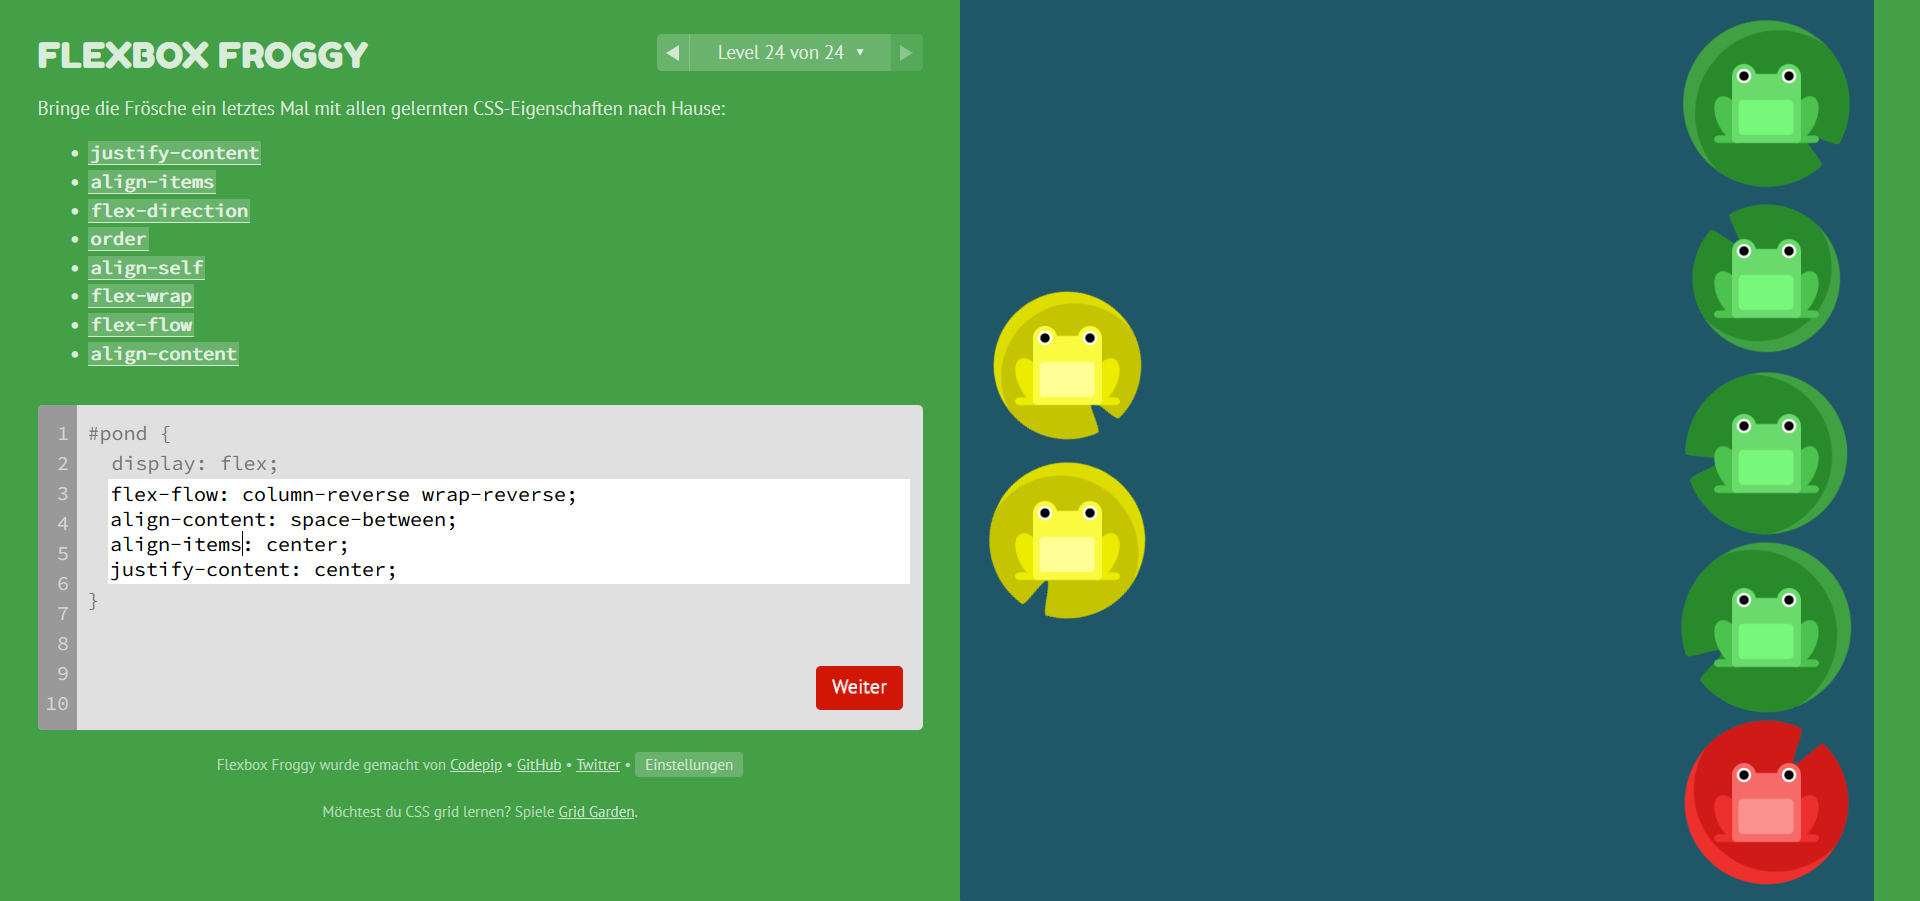 FLEXBOX FROGGY
◀ Level 24 von 24 ▼ ▶
Bringe die Frösche ein letztes Mal mit allen gelernten CSS-Eigenschaften nach Hause:
• justify-content
• align-items
• flex-direction
• order
• align-self
• flex-wrap
• flex-flow
• align-content
1 #pond {
2 display: flex;
3 flex-flow: column-reverse wrap-reverse;
4 align-content: space-between;
5 align-items: center;
6 justify-content: center;
7 }
8
9
10
Weiter
Flexbox Froggy wurde gemacht von Codepip • GitHub • Twitter • Einstellungen
Möchtest du CSS grid lernen? Spiele Grid Garden.